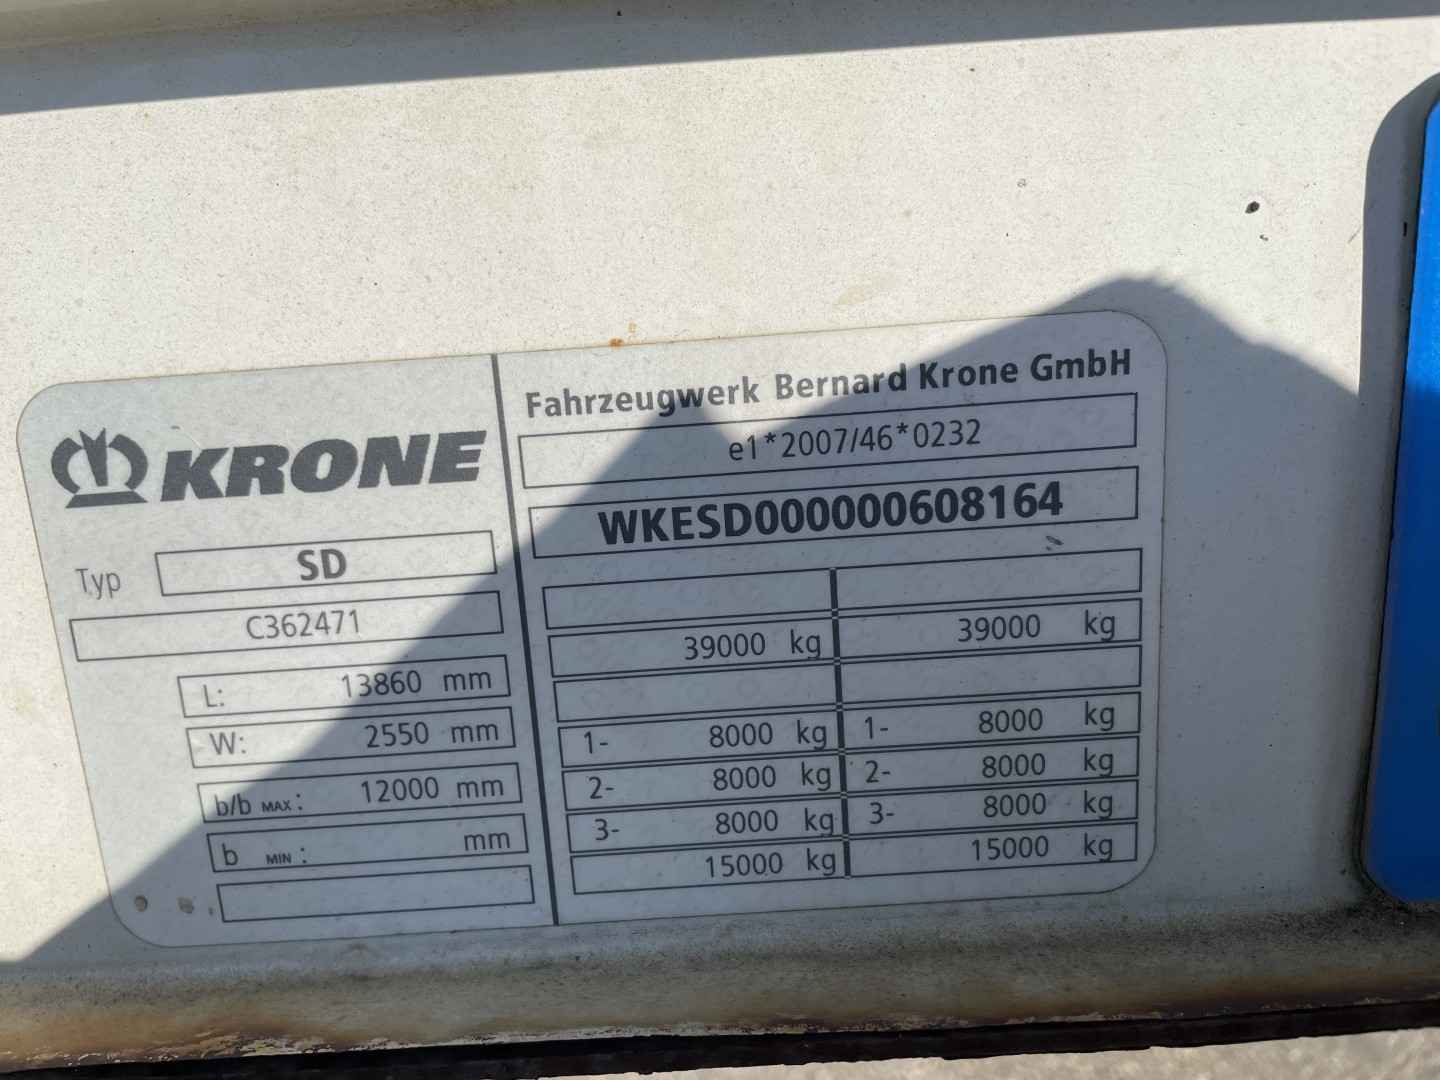 KRONE
Typ SD
C362471
L: 13860 mm
W: 2550 mm
b/b MAX: 12000 mm
b MIN: mm
Fahrzeugwerk Bernard Krone GmbH
e1*2007/46*0232
WKESD000000608164
39000 kg 39000 kg
1- 8000 kg 1- 8000 kg
2- 8000 kg 2- 8000 kg
3- 8000 kg 3- 8000 kg
15000 kg 15000 kg